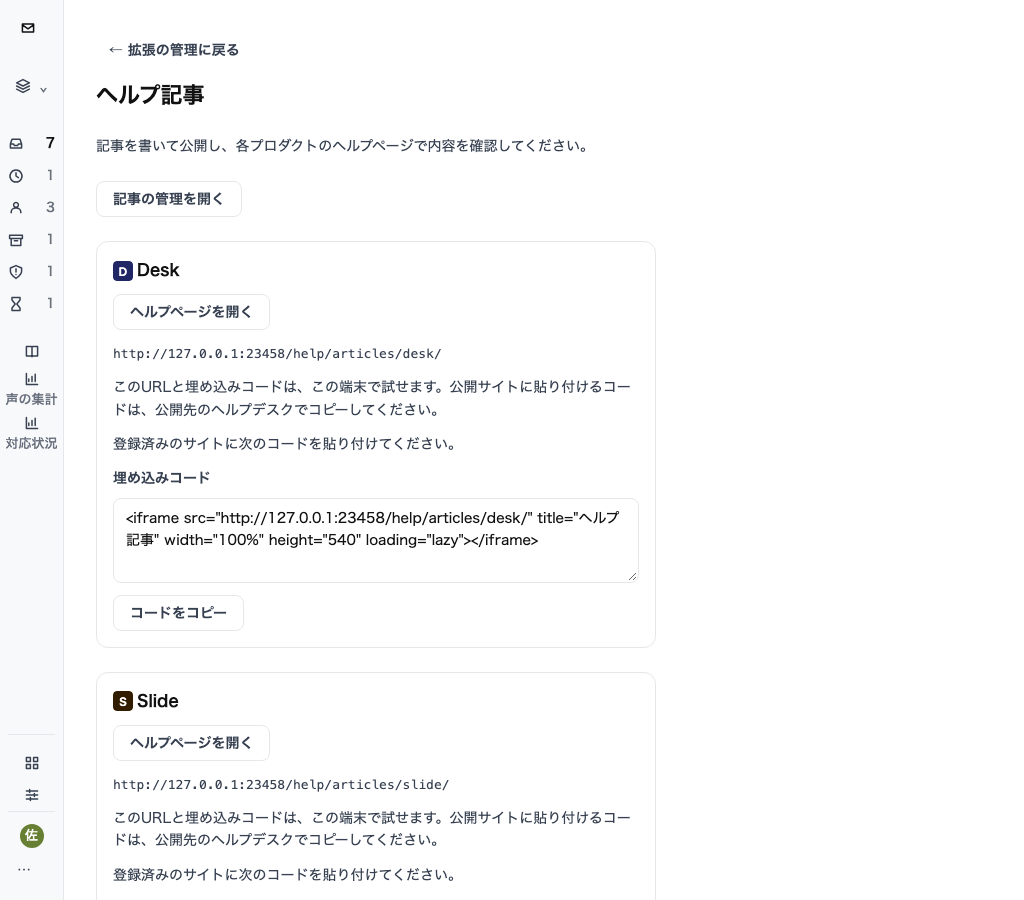 ← 拡張の管理に戻る
ヘルプ記事
記事を書いて公開し、各プロダクトのヘルプページで内容を確認してください。
記事の管理を開く
7
1
3
1
1
1
声の集計
対応状況
佐
…
D Desk
ヘルプページを開く
http://127.0.0.1:23458/help/articles/desk/
このURLと埋め込みコードは、この端末で試せます。公開サイトに貼り付けるコー
ドは、公開先のヘルプデスクでコピーしてください。
登録済みのサイトに次のコードを貼り付けてください。
埋め込みコード
<iframe src="http://127.0.0.1:23458/help/articles/desk/" title="ヘルプ
記事" width="100%" height="540" loading="lazy"></iframe>
コードをコピー
S Slide
ヘルプページを開く
http://127.0.0.1:23458/help/articles/slide/
このURLと埋め込みコードは、この端末で試せます。公開サイトに貼り付けるコー
ドは、公開先のヘルプデスクでコピーしてください。
登録済みのサイトに次のコードを貼り付けてください。